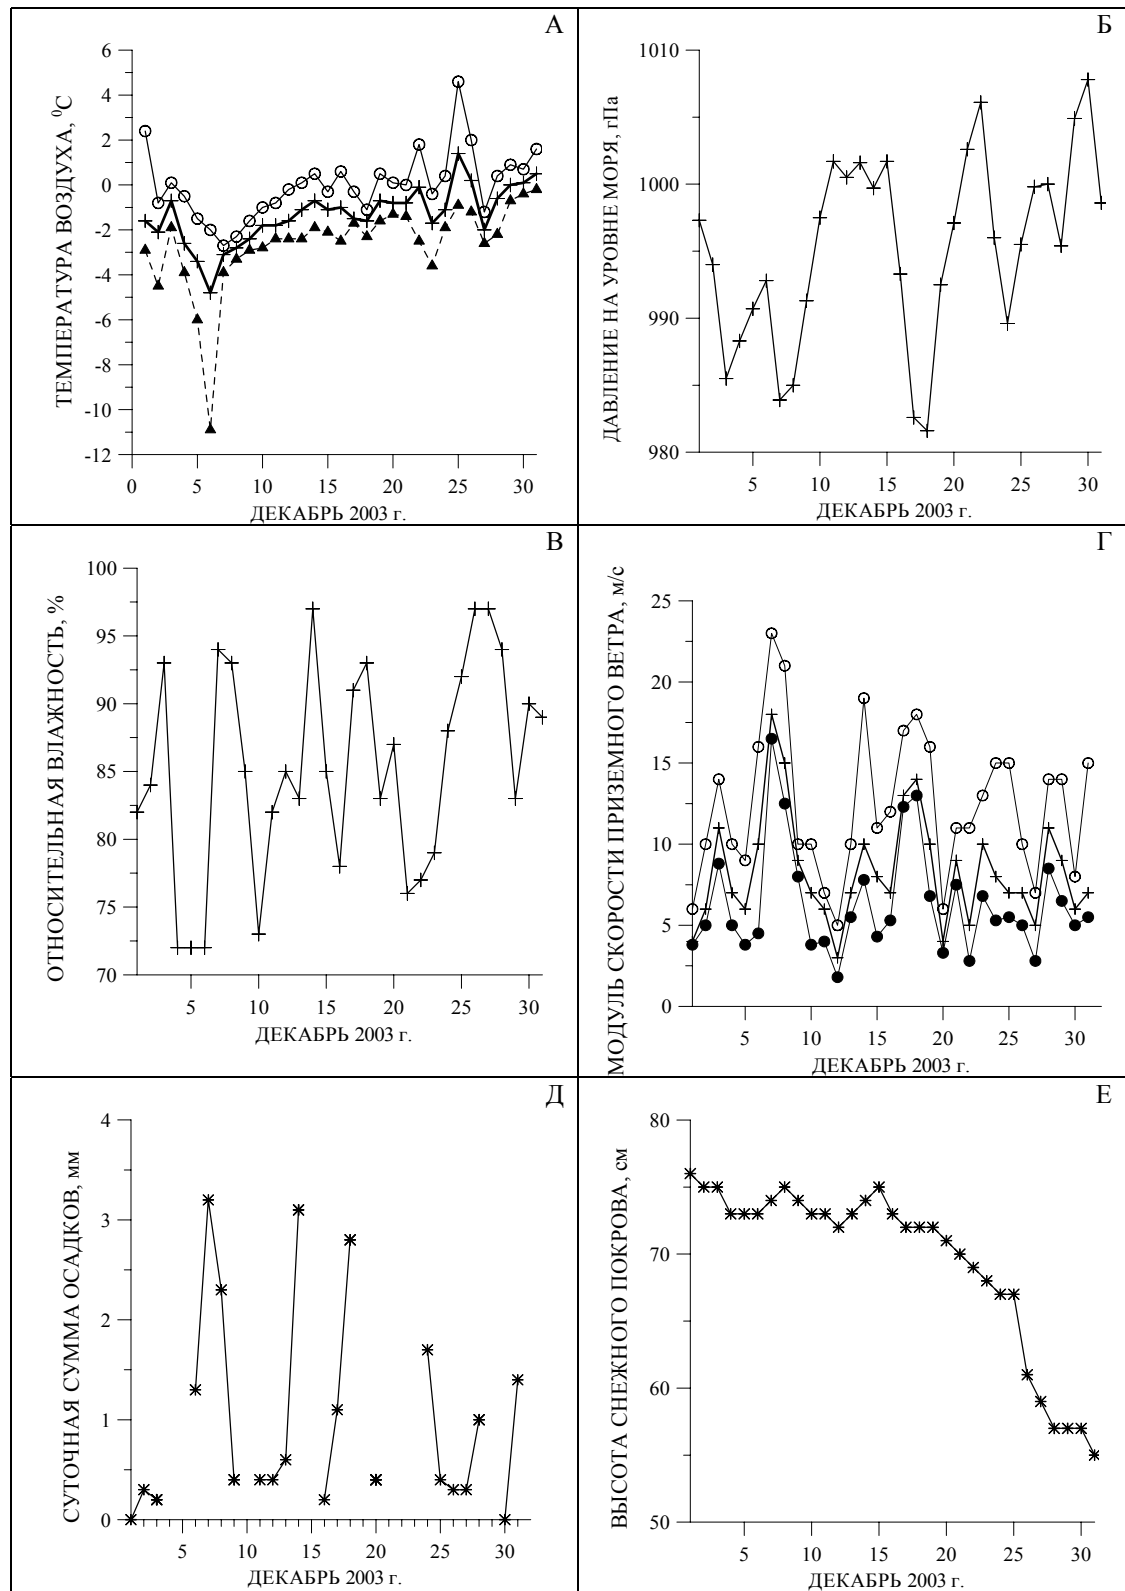 А
6
4
2
0
-2
-4
-6
-8
-10
-12
ТЕМПЕРАТУРА ВОЗДУХА, ⁰С
0 5 10 15 20 25 30
ДЕКАБРЬ 2003 г.
Б
1010
1000
990
980
ДАВЛЕНИЕ НА УРОВНЕ МОРЯ, гПа
5 10 15 20 25 30
ДЕКАБРЬ 2003 г.
В
100
95
90
85
80
75
70
ОТНОСИТЕЛЬНАЯ ВЛАЖНОСТЬ, %
5 10 15 20 25 30
ДЕКАБРЬ 2003 г.
Г
25
20
15
10
5
0
МОДУЛЬ СКОРОСТИ ПРИЗЕМНОГО ВЕТРА, м/с
5 10 15 20 25 30
ДЕКАБРЬ 2003 г.
Д
4
3
2
1
0
СУТОЧНАЯ СУММА ОСАДКОВ, мм
5 10 15 20 25 30
ДЕКАБРЬ 2003 г.
Е
80
70
60
50
ВЫСОТА СНЕЖНОГО ПОКРОВА, см
5 10 15 20 25 30
ДЕКАБРЬ 2003 г.